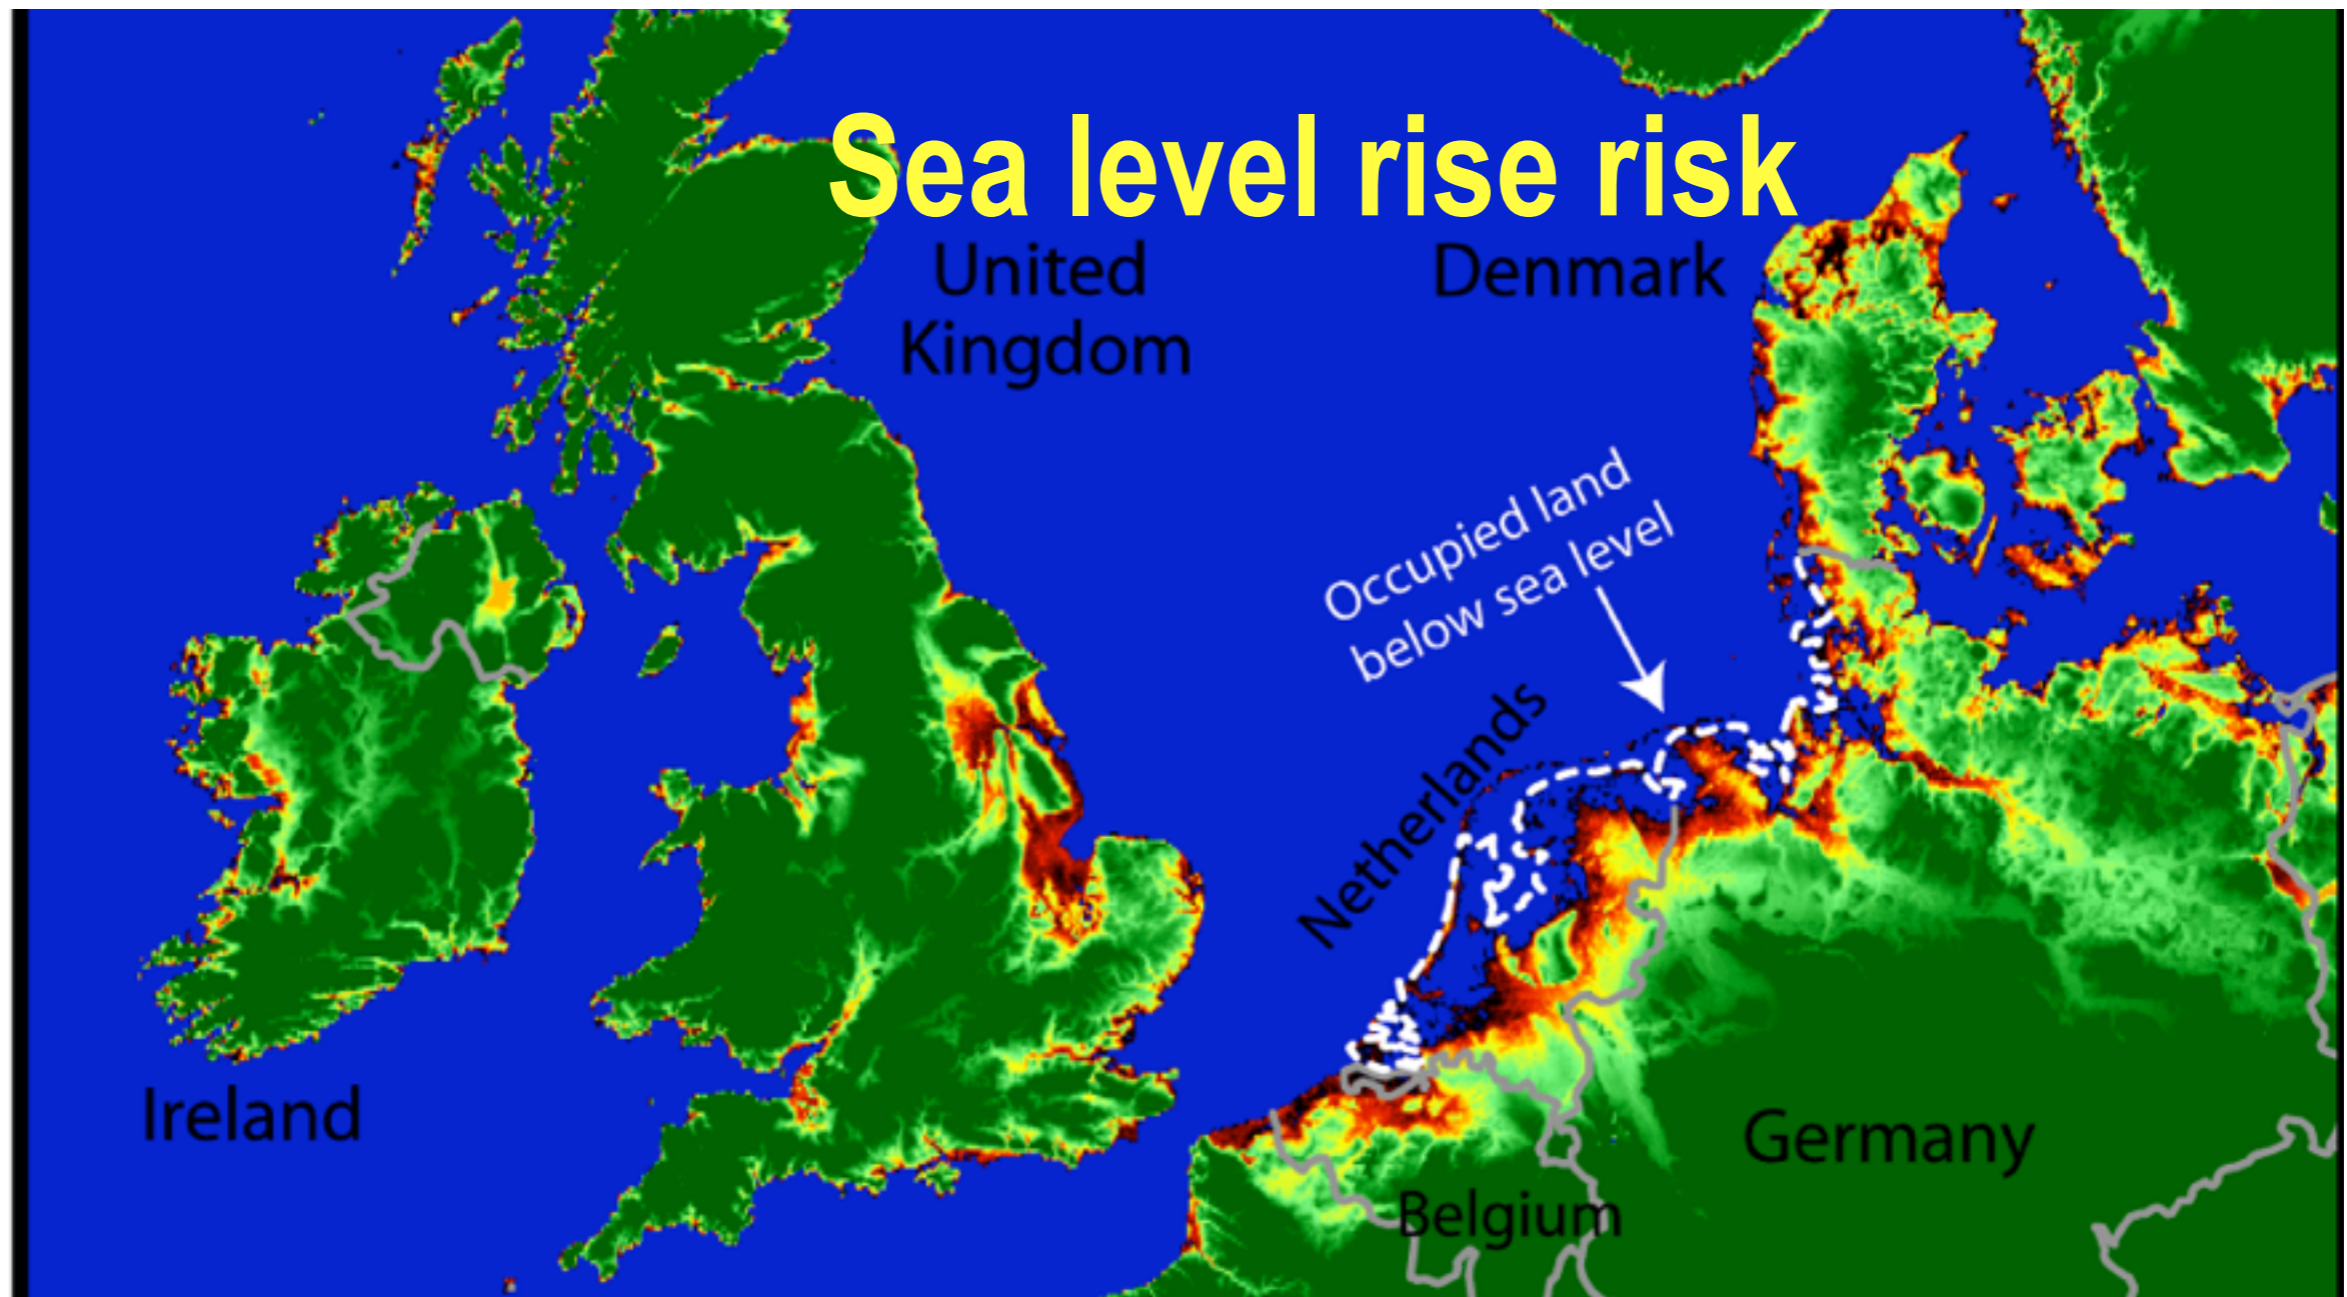 Sea level rise risk
United
Kingdom
Denmark
Occupied land
below sea level
Netherlands
Ireland
Germany
Belgium